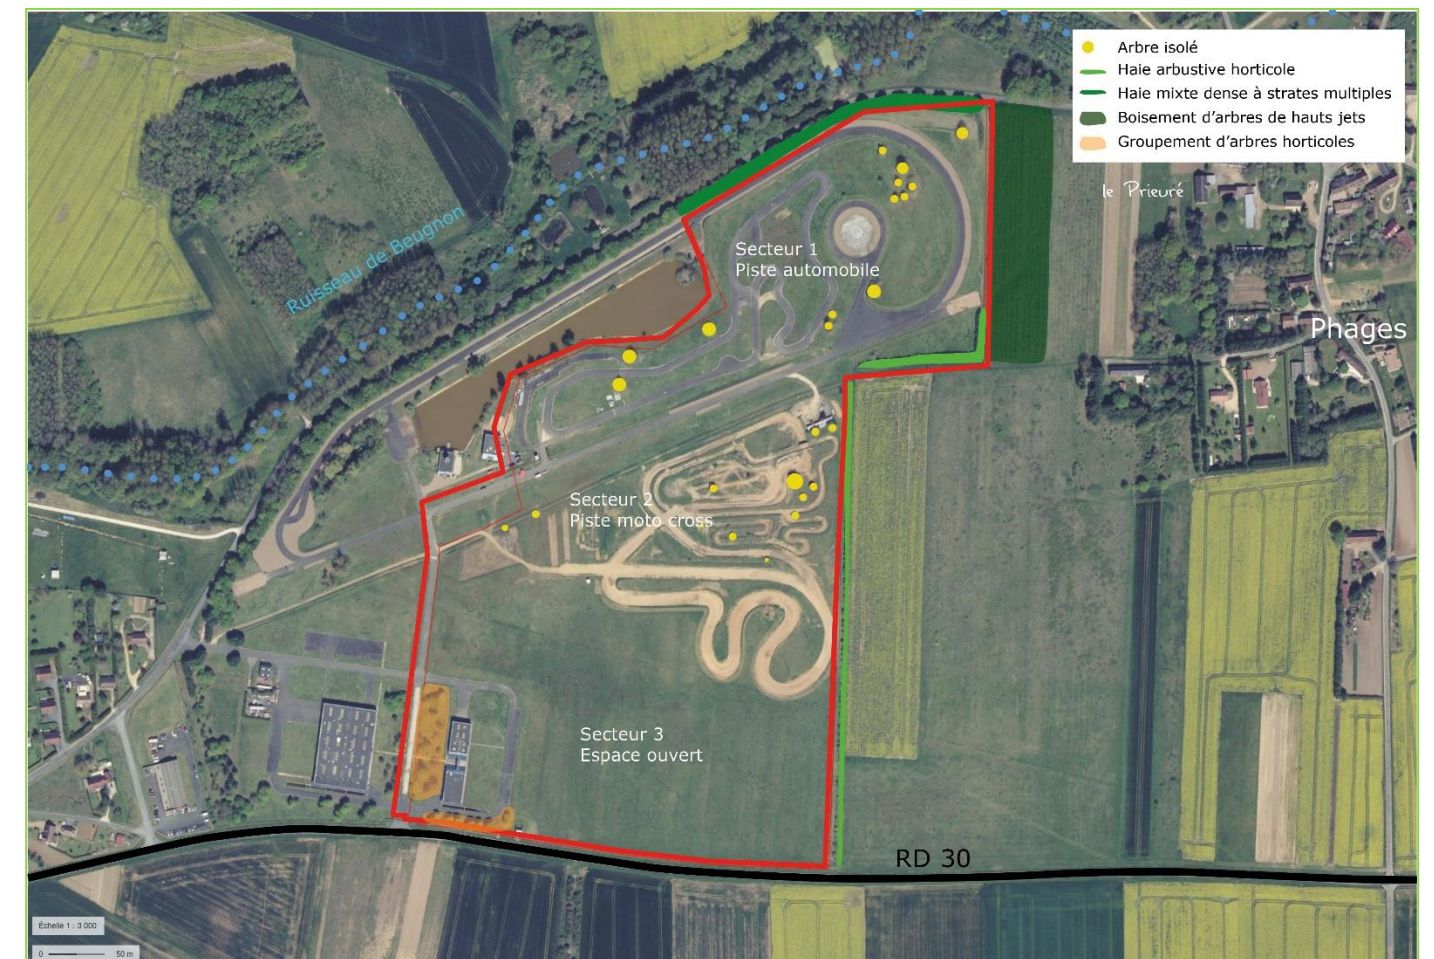 Arbre isolé
Haie arbustive horticole
Haie mixte dense à strates multiples
Boisement d’arbres de hauts jets
Groupement d’arbres horticoles
le Prieuré
Ruisseau de Beugnon
Secteur 1
Piste automobile
Phages
Secteur 2
Piste moto cross
Secteur 3
Espace ouvert
RD 30
Échelle 1 : 3 000
0 50 m